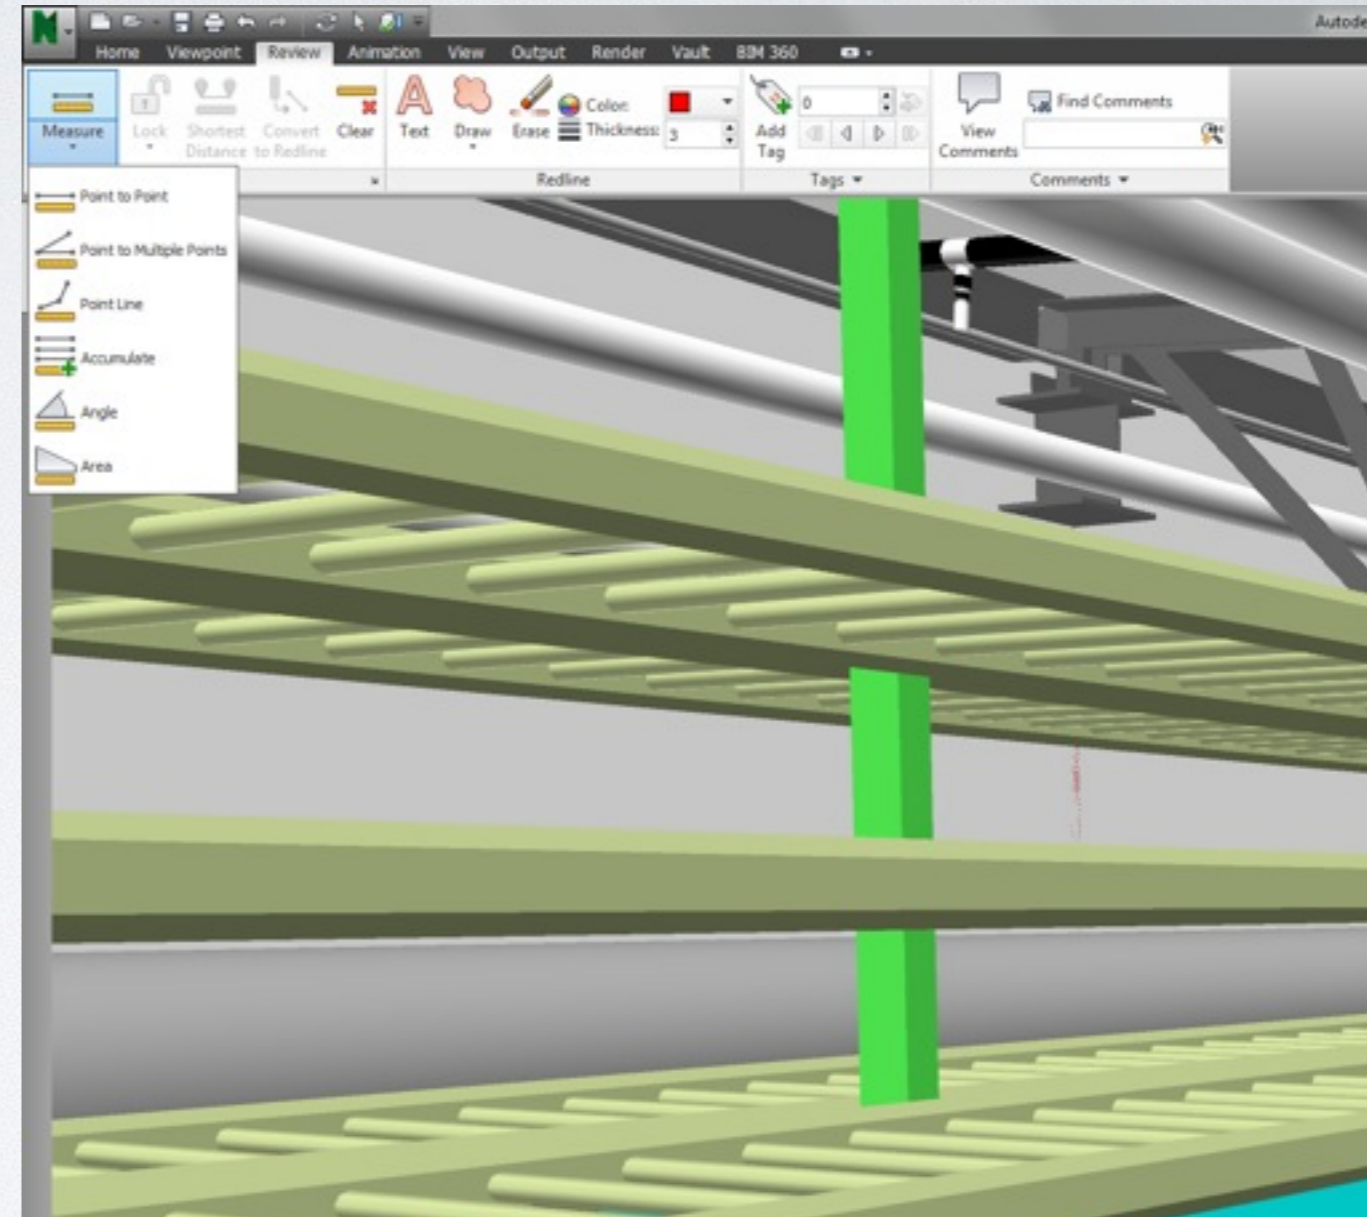 Autode
Home Viewpoint Review Animation View Output Render Vault BIM 360
Measure Lock Shortest Distance Convert to Redline Clear Text Draw Erase Color: Thickness: 3 Add Tag 0 View Comments Find Comments
Redline Tags Comments
Point to Point
Point to Multiple Points
Point Line
Accumulate
Angle
Area